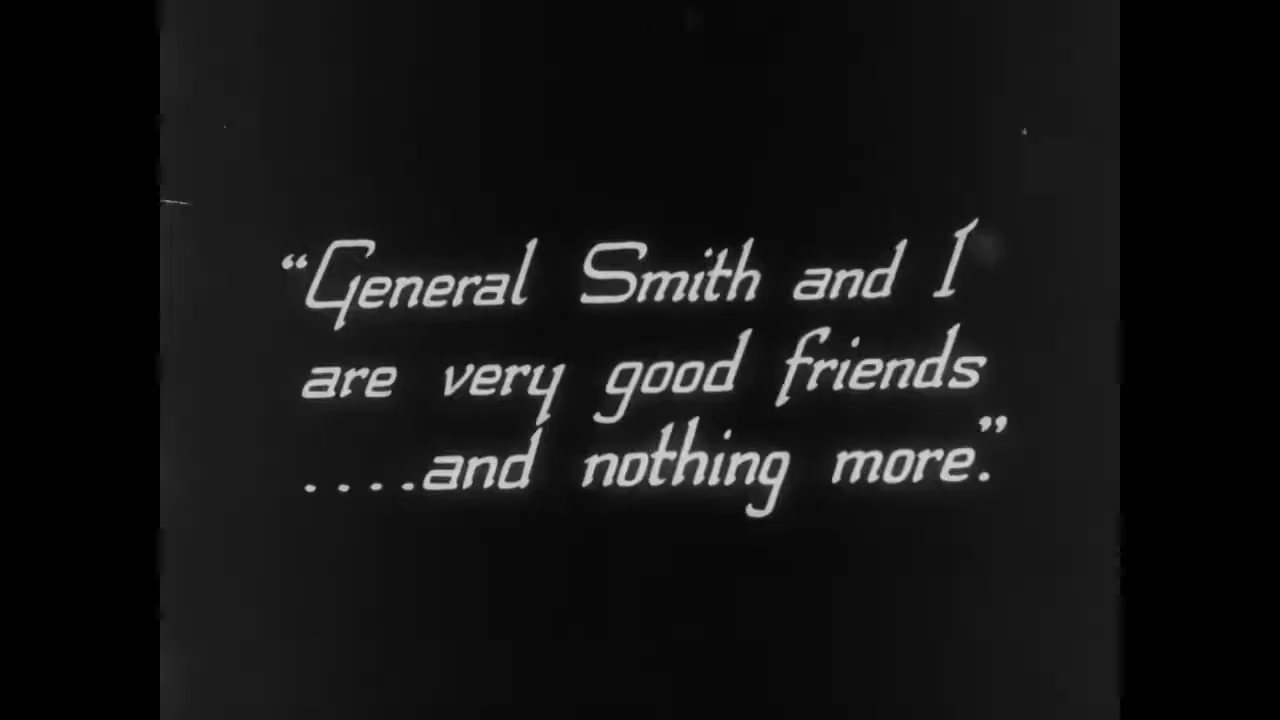 “General Smith and I
are very good friends
....and nothing more.”